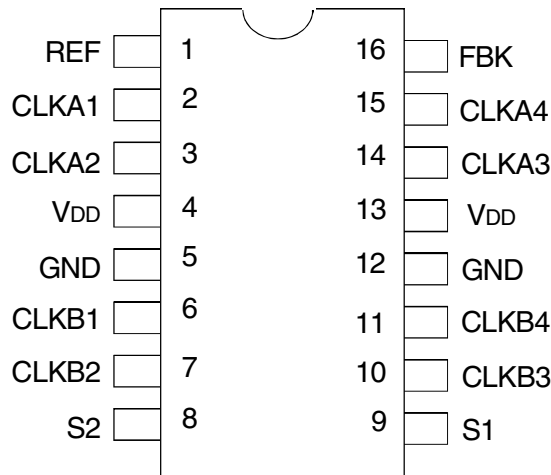 REF 1 16 FBK
CLKA1 2 15 CLKA4
CLKA2 3 14 CLKA3
VDD 4 13 VDD
GND 5 12 GND
CLKB1 6 11 CLKB4
CLKB2 7 10 CLKB3
S2 8 9 S1